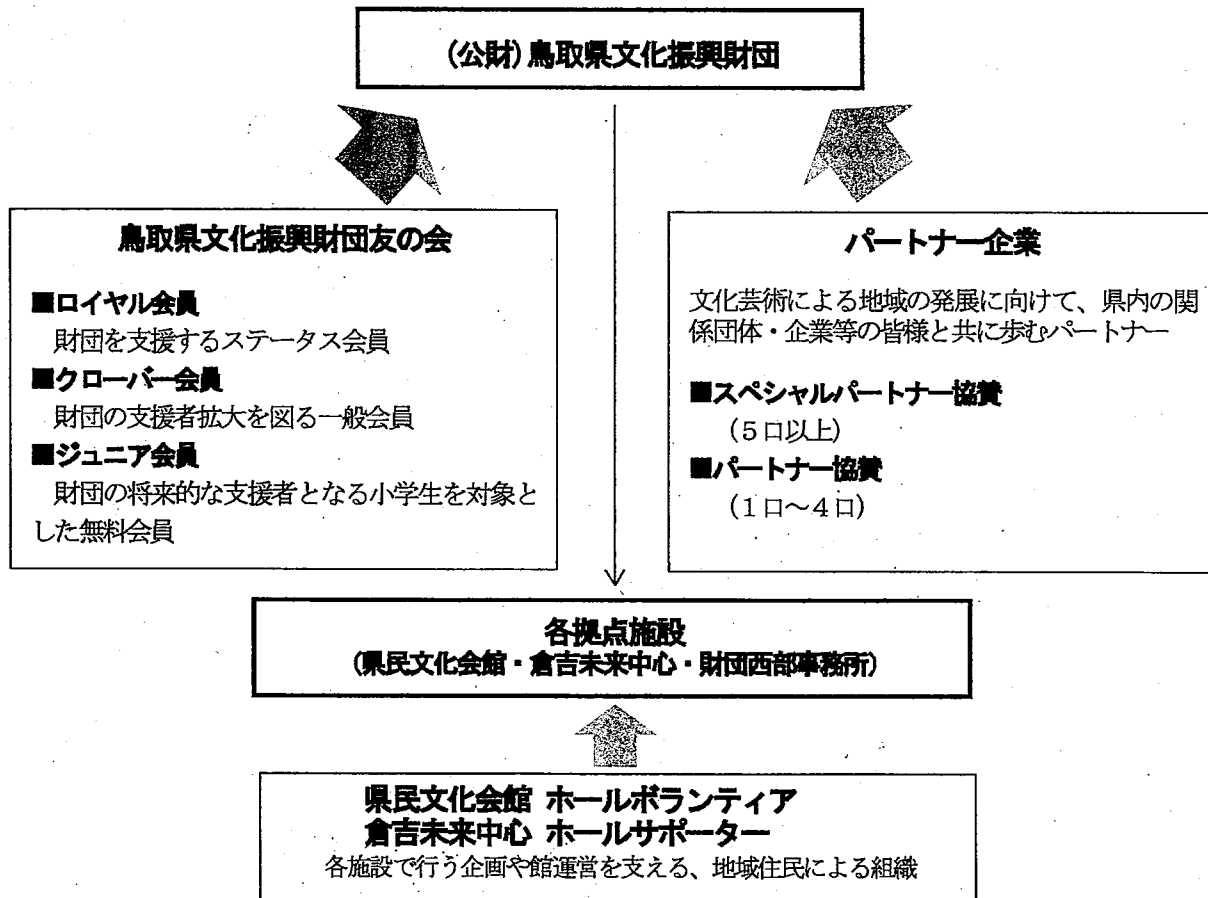 (公財)鳥取県文化振興財団
鳥取県文化振興財団友の会
■ロイヤル会員
財団を支援するステータス会員
■クローバー会員
財団の支援者拡大を図る一般会員
■ジュニア会員
財団の将来的な支援者となる小学生を対象と
した無料会員
パートナー企業
文化芸術による地域の発展に向けて、県内の関
係団体・企業等の皆様と共に歩むパートナー
■スペシャルパートナー協賛
(5口以上)
■パートナー協賛
(1口~4口)
各拠点施設
(県民文化会館・倉吉未来中心・財団西部事務所)
県民文化会館 ホールボランティア
倉吉未来中心 ホールサポーター
各施設で行う企画や館運営を支える、地域住民による組織